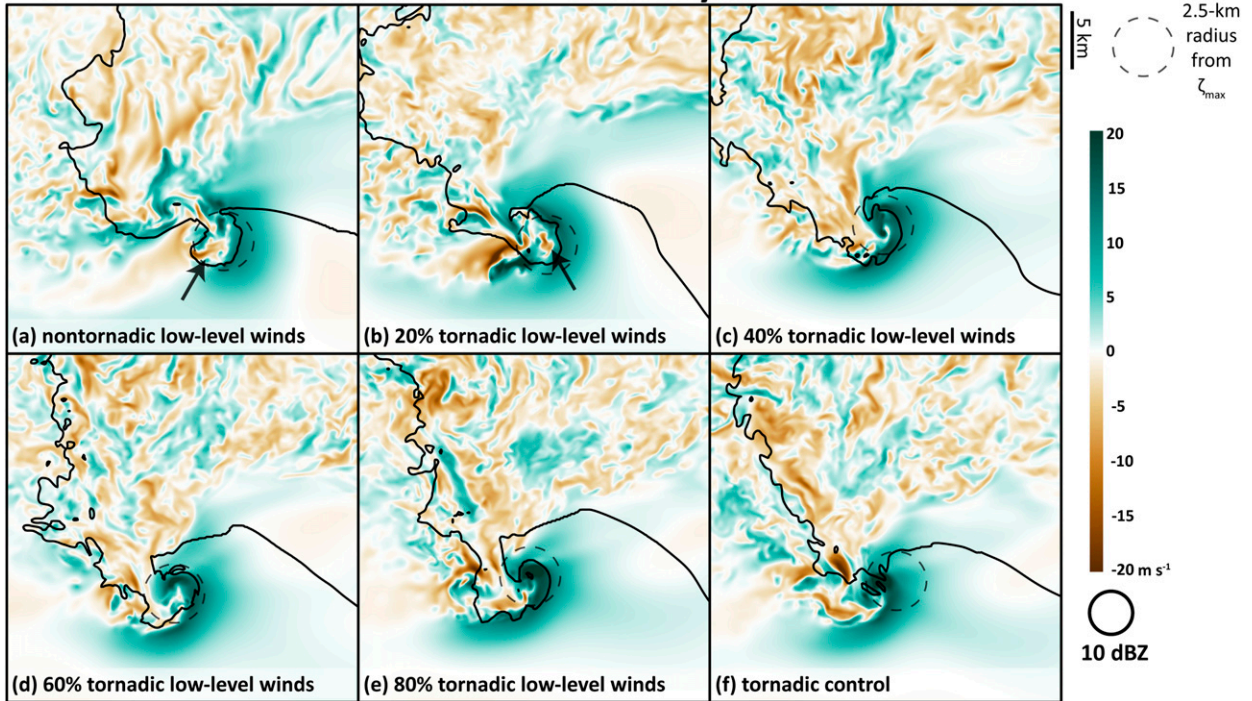 (a) nontornadic low-level winds
(b) 20% tornadic low-level winds
(c) 40% tornadic low-level winds
(d) 60% tornadic low-level winds
(e) 80% tornadic low-level winds
(f) tornadic control
5 km
2.5-km
radius
from
ζmax
20
15
10
5
0
-5
-10
-15
-20 m s⁻¹
10 dBZ